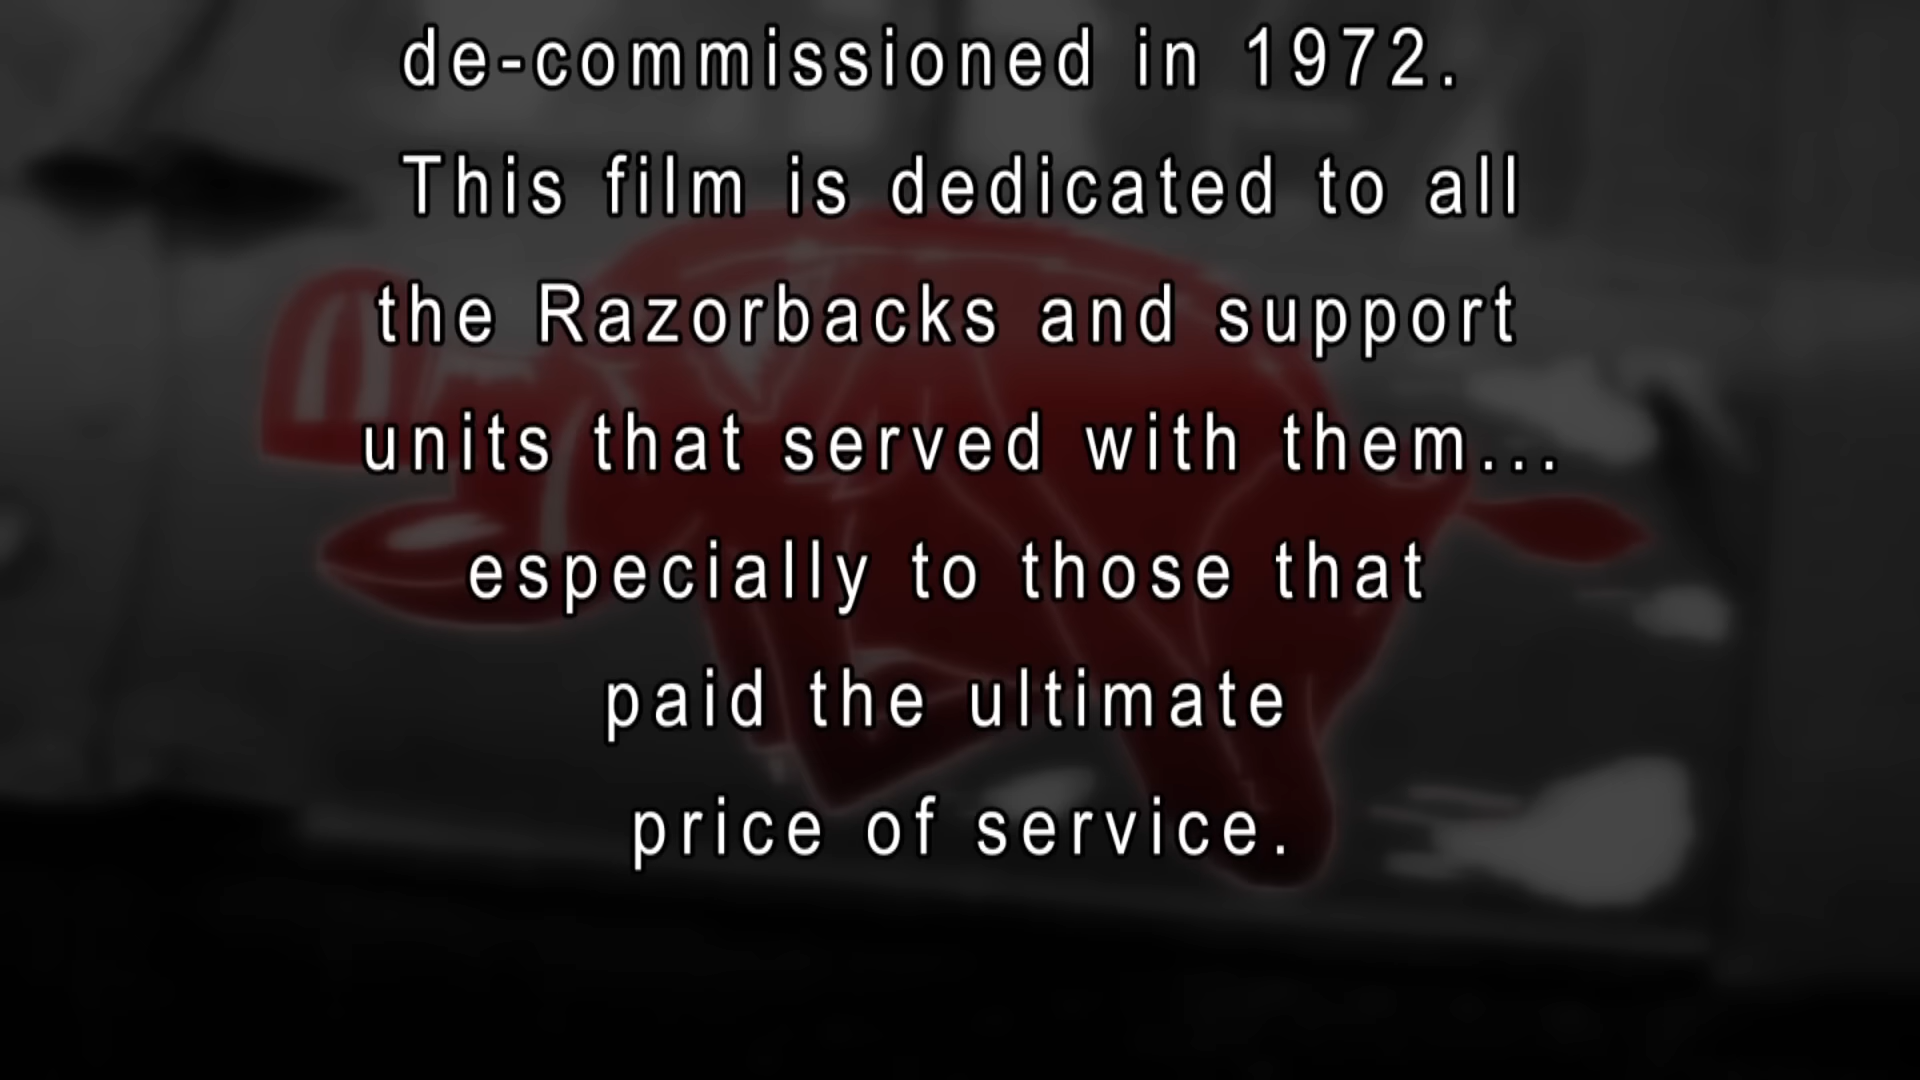 de-commissioned in 1972.
This film is dedicated to all
the Razorbacks and support
units that served with them...
especially to those that
paid the ultimate
price of service.